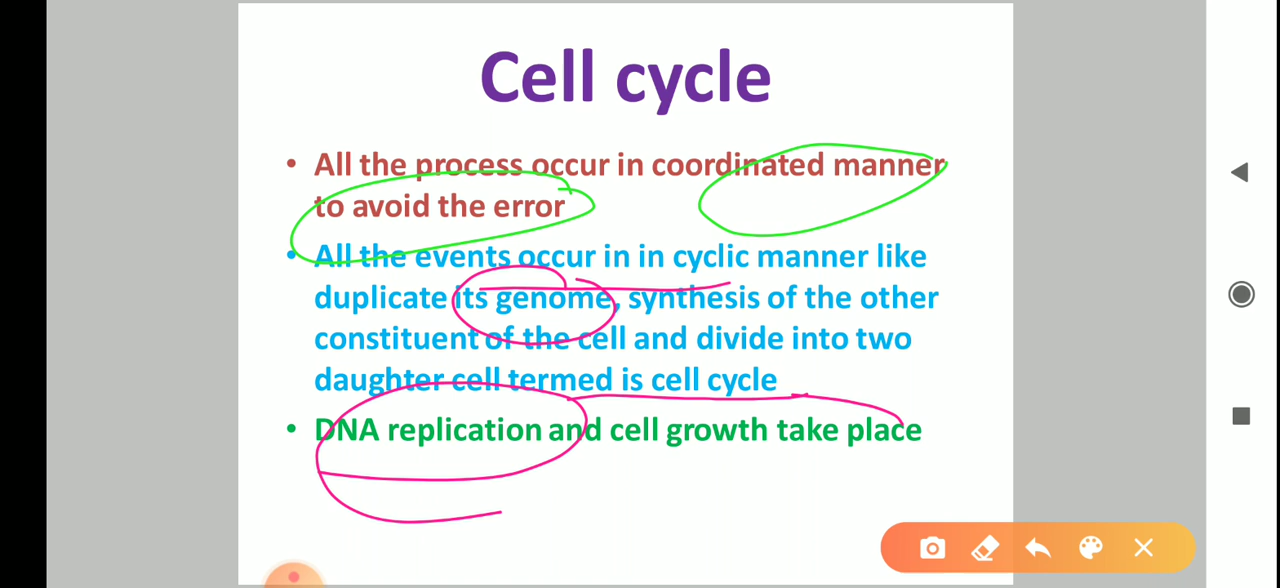 Cell cycle
• All the process occur in coordinated manner
to avoid the error
• All the events occur in in cyclic manner like
duplicate its genome, synthesis of the other
constituent of the cell and divide into two
daughter cell termed is cell cycle
• DNA replication and cell growth take place